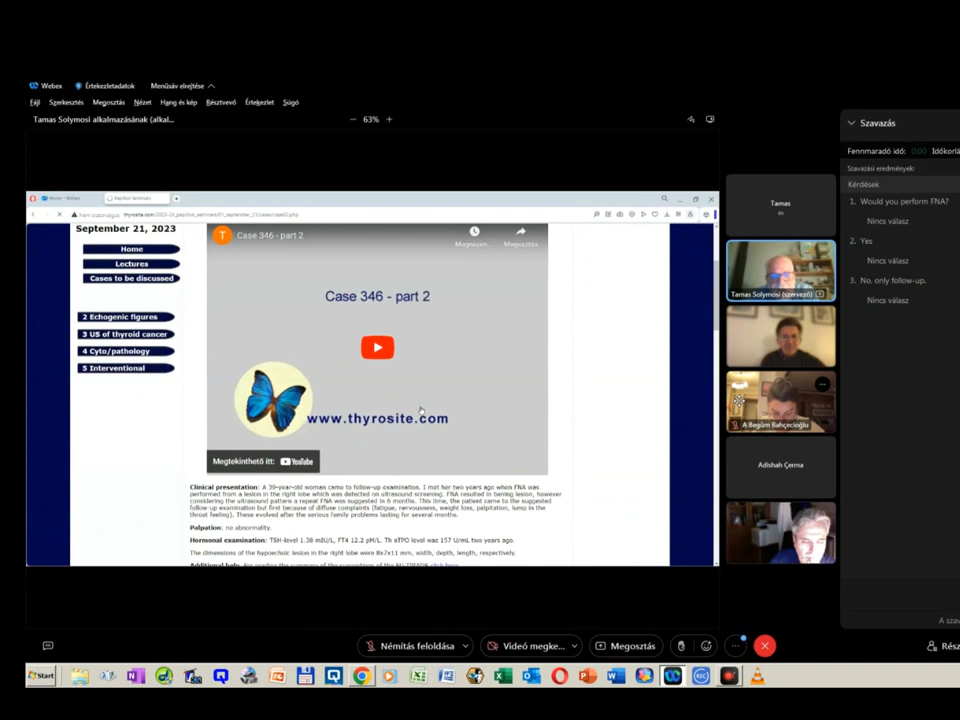 Webex
Értekezletadatok
Menüsáv elrejtése
Fájl Szerkesztés Megosztás Nézet Hang és kép Résztvevő Értekezlet Súgó
Tamas Solymosi alkalmazásának (alkal...
63%
September 21, 2023
Home
Lectures
Cases to be discussed
2 Echogenic figures
3 US of thyroid cancer
4 Cyto/pathology
5 Interventional
T
Case 346 - part 2
Megnézes...
Megosztás
Case 346 - part 2
www.thyrosite.com
Megtekinthető itt: YouTube
Clinical presentation: A 39-year-old woman came to follow-up examination. I met her two years ago when FNA was
performed from a lesion in the right lobe which was detected on ultrasound screening. FNA resulted in bening lesion, however
considering the ultrasound pattern a repeat FNA was suggested in 6 months. This time, the patient came to the suggested
follow-up examination but first because of diffuse complaints (fatigue, nervousness, weight loss, palpitation, lump in the
throat feeling). These evolved after the serious family problems lasting for several months.
Palpation: no abnormality.
Hormonal examination: TSH-level 1.38 mIU/L, FT4 12.2 pM/L. Th aTPO level was 157 U/mL two years ago.
The dimensions of the hypoechoic lesion in the right lobe were 8x7x11 mm, width, depth, length, respectively.
Tamas
én
Tamas Solymosi (szervező)
A Begüm Bahçecioğlu
Adishah Çerma
Szavazás
Fennmaradó idő: 0:00 Időkorlá
Szavazási eredmények:
Kérdések
1. Would you perform FNA?
Nincs válasz
2. Yes
Nincs válasz
3. No, only follow-up.
Nincs válasz
A szav
Némítás feloldása
Videó megke...
Megosztás
Rész
Start